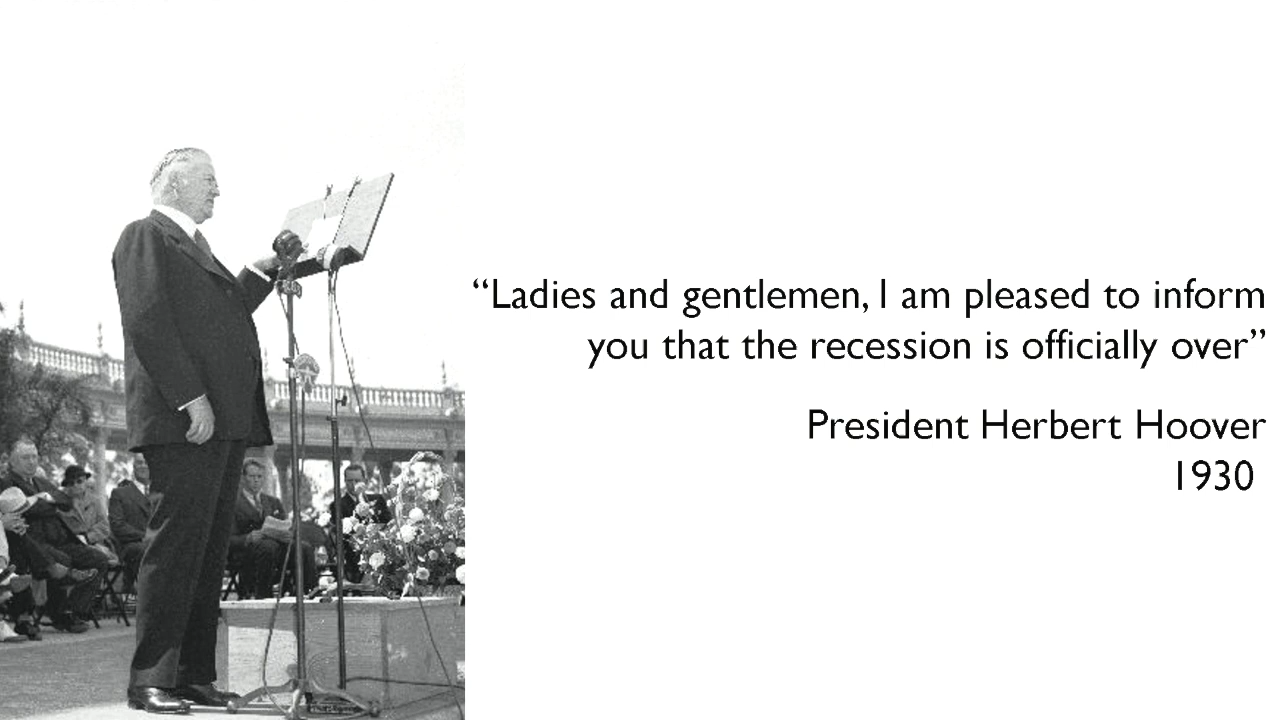 “Ladies and gentlemen, I am pleased to inform
you that the recession is officially over”
President Herbert Hoover
1930